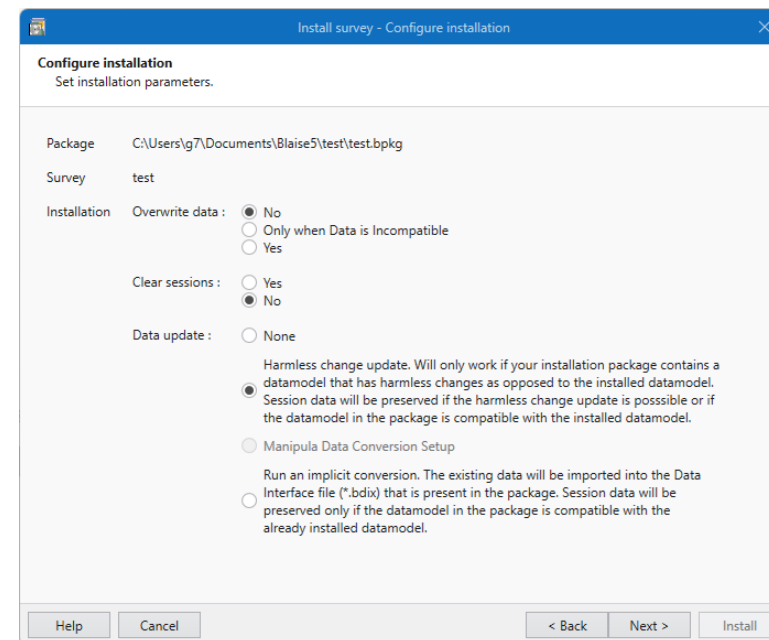 Install survey - Configure installation
Configure installation
Set installation parameters.
Package C:\Users\g7\Documents\Blaise5\test\test.bpkg
Survey test
Installation Overwrite data : No
Only when Data is Incompatible
Yes
Clear sessions : Yes
No
Data update : None
Harmless change update. Will only work if your installation package contains a
datamodel that has harmless changes as opposed to the installed datamodel.
Session data will be preserved if the harmless change update is posssible or if
the datamodel in the package is compatible with the installed datamodel.
Manipula Data Conversion Setup
Run an implicit conversion. The existing data will be imported into the Data
Interface file (*.bdix) that is present in the package. Session data will be
preserved only if the datamodel in the package is compatible with the
already installed datamodel.
Help Cancel < Back Next > Install